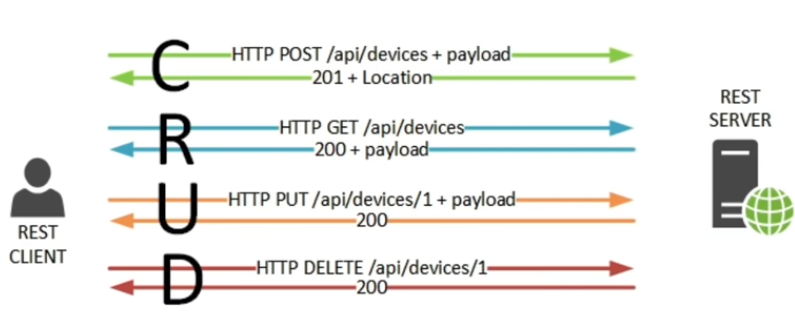 C
HTTP POST /api/devices + payload
201 + Location
R
HTTP GET /api/devices
200 + payload
U
HTTP PUT /api/devices/1 + payload
200
D
HTTP DELETE /api/devices/1
200
REST
CLIENT
REST
SERVER